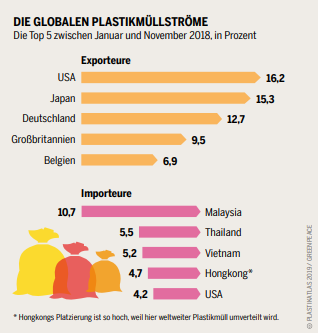 DIE GLOBALEN PLASTIKMÜLLSTRÖME
Die Top 5 zwischen Januar und November 2018, in Prozent
Exporteure
USA 16,2
Japan 15,3
Deutschland 12,7
Großbritannien 9,5
Belgien 6,9
Importeure
10,7 Malaysia
5,5 Thailand
5,2 Vietnam
4,7 Hongkong*
4,2 USA
* Hongkongs Platzierung ist so hoch, weil hier weltweiter Plastikmüll umverteilt wird.
© PLASTIKATLAS 2019 / GREENPEACE